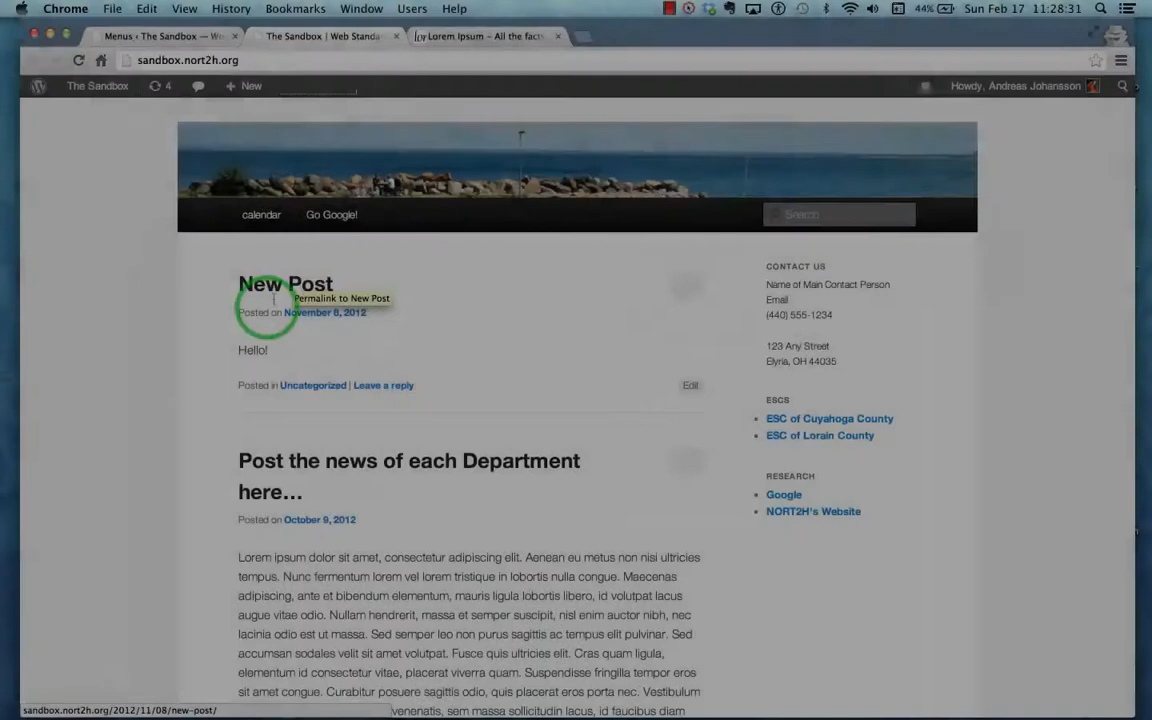 Chrome File Edit View History Bookmarks Window Users Help 44% Sun Feb 17 11:28:31
Menus ‹ The Sandbox — W The Sandbox | Web Standa Lorem Ipsum - All the facts
sandbox.nort2h.org
The Sandbox 4 + New Howdy, Andreas Johansson
calendar Go Google! Search
New Post
Permalink to New Post
Posted on November 8, 2012
Hello!
Posted in Uncategorized | Leave a reply Edit
Post the news of each Department
here…
Posted on October 9, 2012
Lorem ipsum dolor sit amet, consectetur adipiscing elit. Aenean eu metus non nisi ultricies
tempus. Nunc fermentum lorem vel lorem tristique in lobortis nulla congue. Maecenas
adipiscing, ante et bibendum elementum, mauris ligula lobortis libero, id volutpat lacus
augue vitae odio. Nullam hendrerit, massa et semper suscipit, nisl enim auctor nibh, nec
lacinia odio est ut massa. Sed semper leo non purus sagittis ac tempus elit pulvinar. Sed
accumsan sodales velit sit amet volutpat. Fusce quis ultricies elit. Cras quam ligula,
elementum id consectetur vitae, placerat viverra quam. Suspendisse fringilla tempor eros
sit amet congue. Curabitur posuere sagittis odio, quis placerat eros porta nec. Vestibulum
venenatis, sem massa sollicitudin lacus, id faucibus diam
CONTACT US
Name of Main Contact Person
Email
(440) 555-1234
123 Any Street
Elyria, OH 44035
ESCS
ESC of Cuyahoga County
ESC of Lorain County
RESEARCH
Google
NORT2H's Website
sandbox.nort2h.org/2012/11/08/new-post/